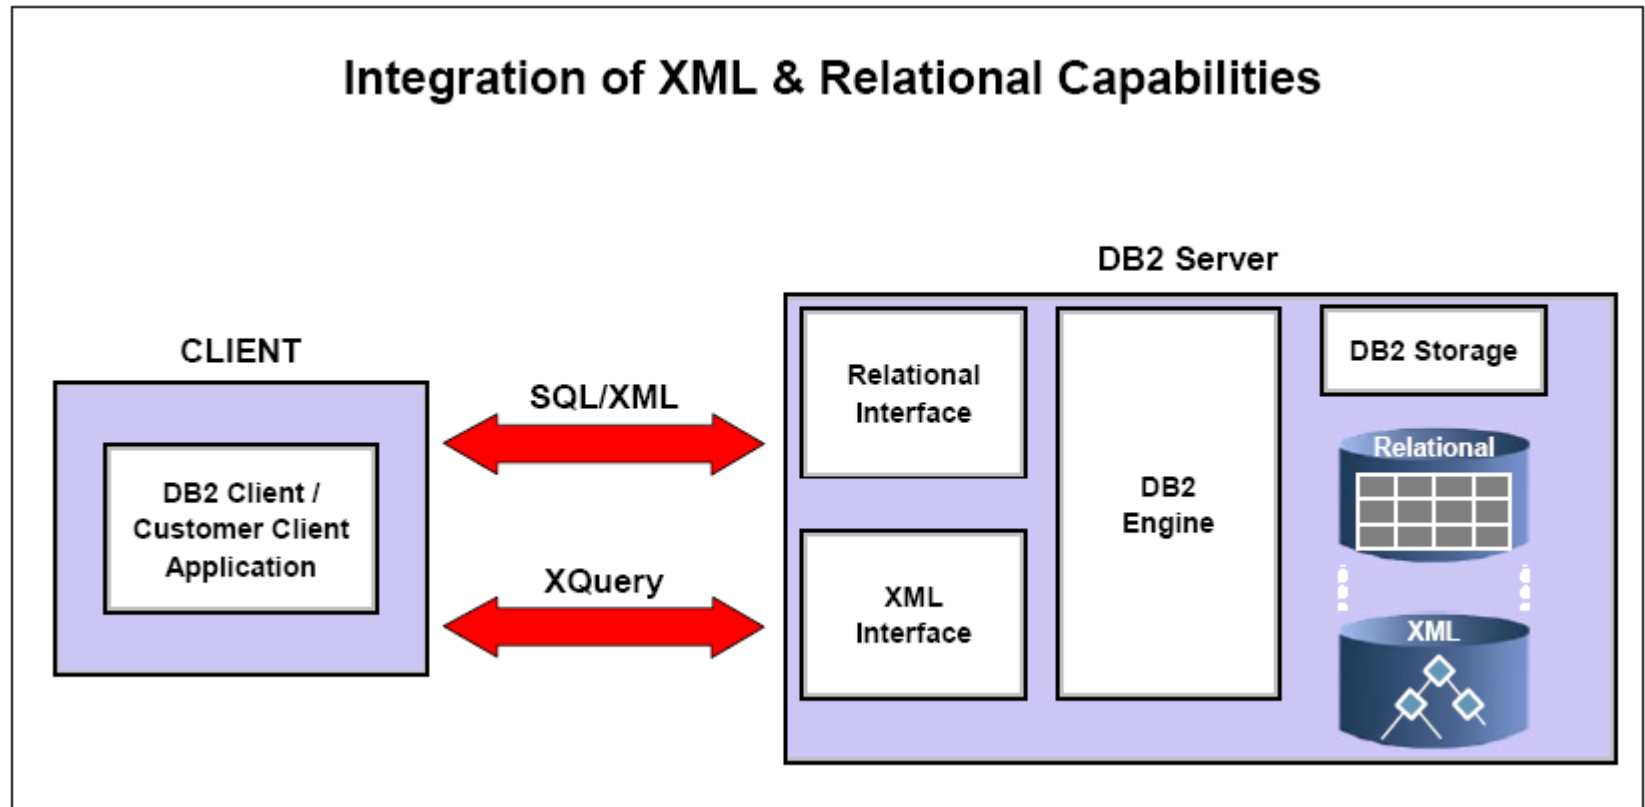 Integration of XML & Relational Capabilities
DB2 Server
CLIENT
SQL/XML
XQuery
DB2 Client /
Customer Client
Application
Relational
Interface
XML
Interface
DB2
Engine
DB2 Storage
Relational
XML